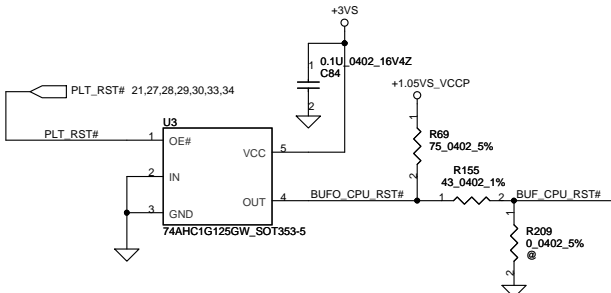 +3VS
1
0.1U_0402_16V4Z
C84
2
PLT_RST# 21,27,28,29,30,33,34
+1.05VS_VCCP
U3
PLT_RST#
1
OE#
VCC
5
1
R69
75_0402_5%
2
2
IN
R155
43_0402_1%
OUT
4
BUFO_CPU_RST#
1
2
BUF_CPU_RST#
3
GND
1
R209
0_0402_5%
@
2
74AHC1G125GW_SOT353-5